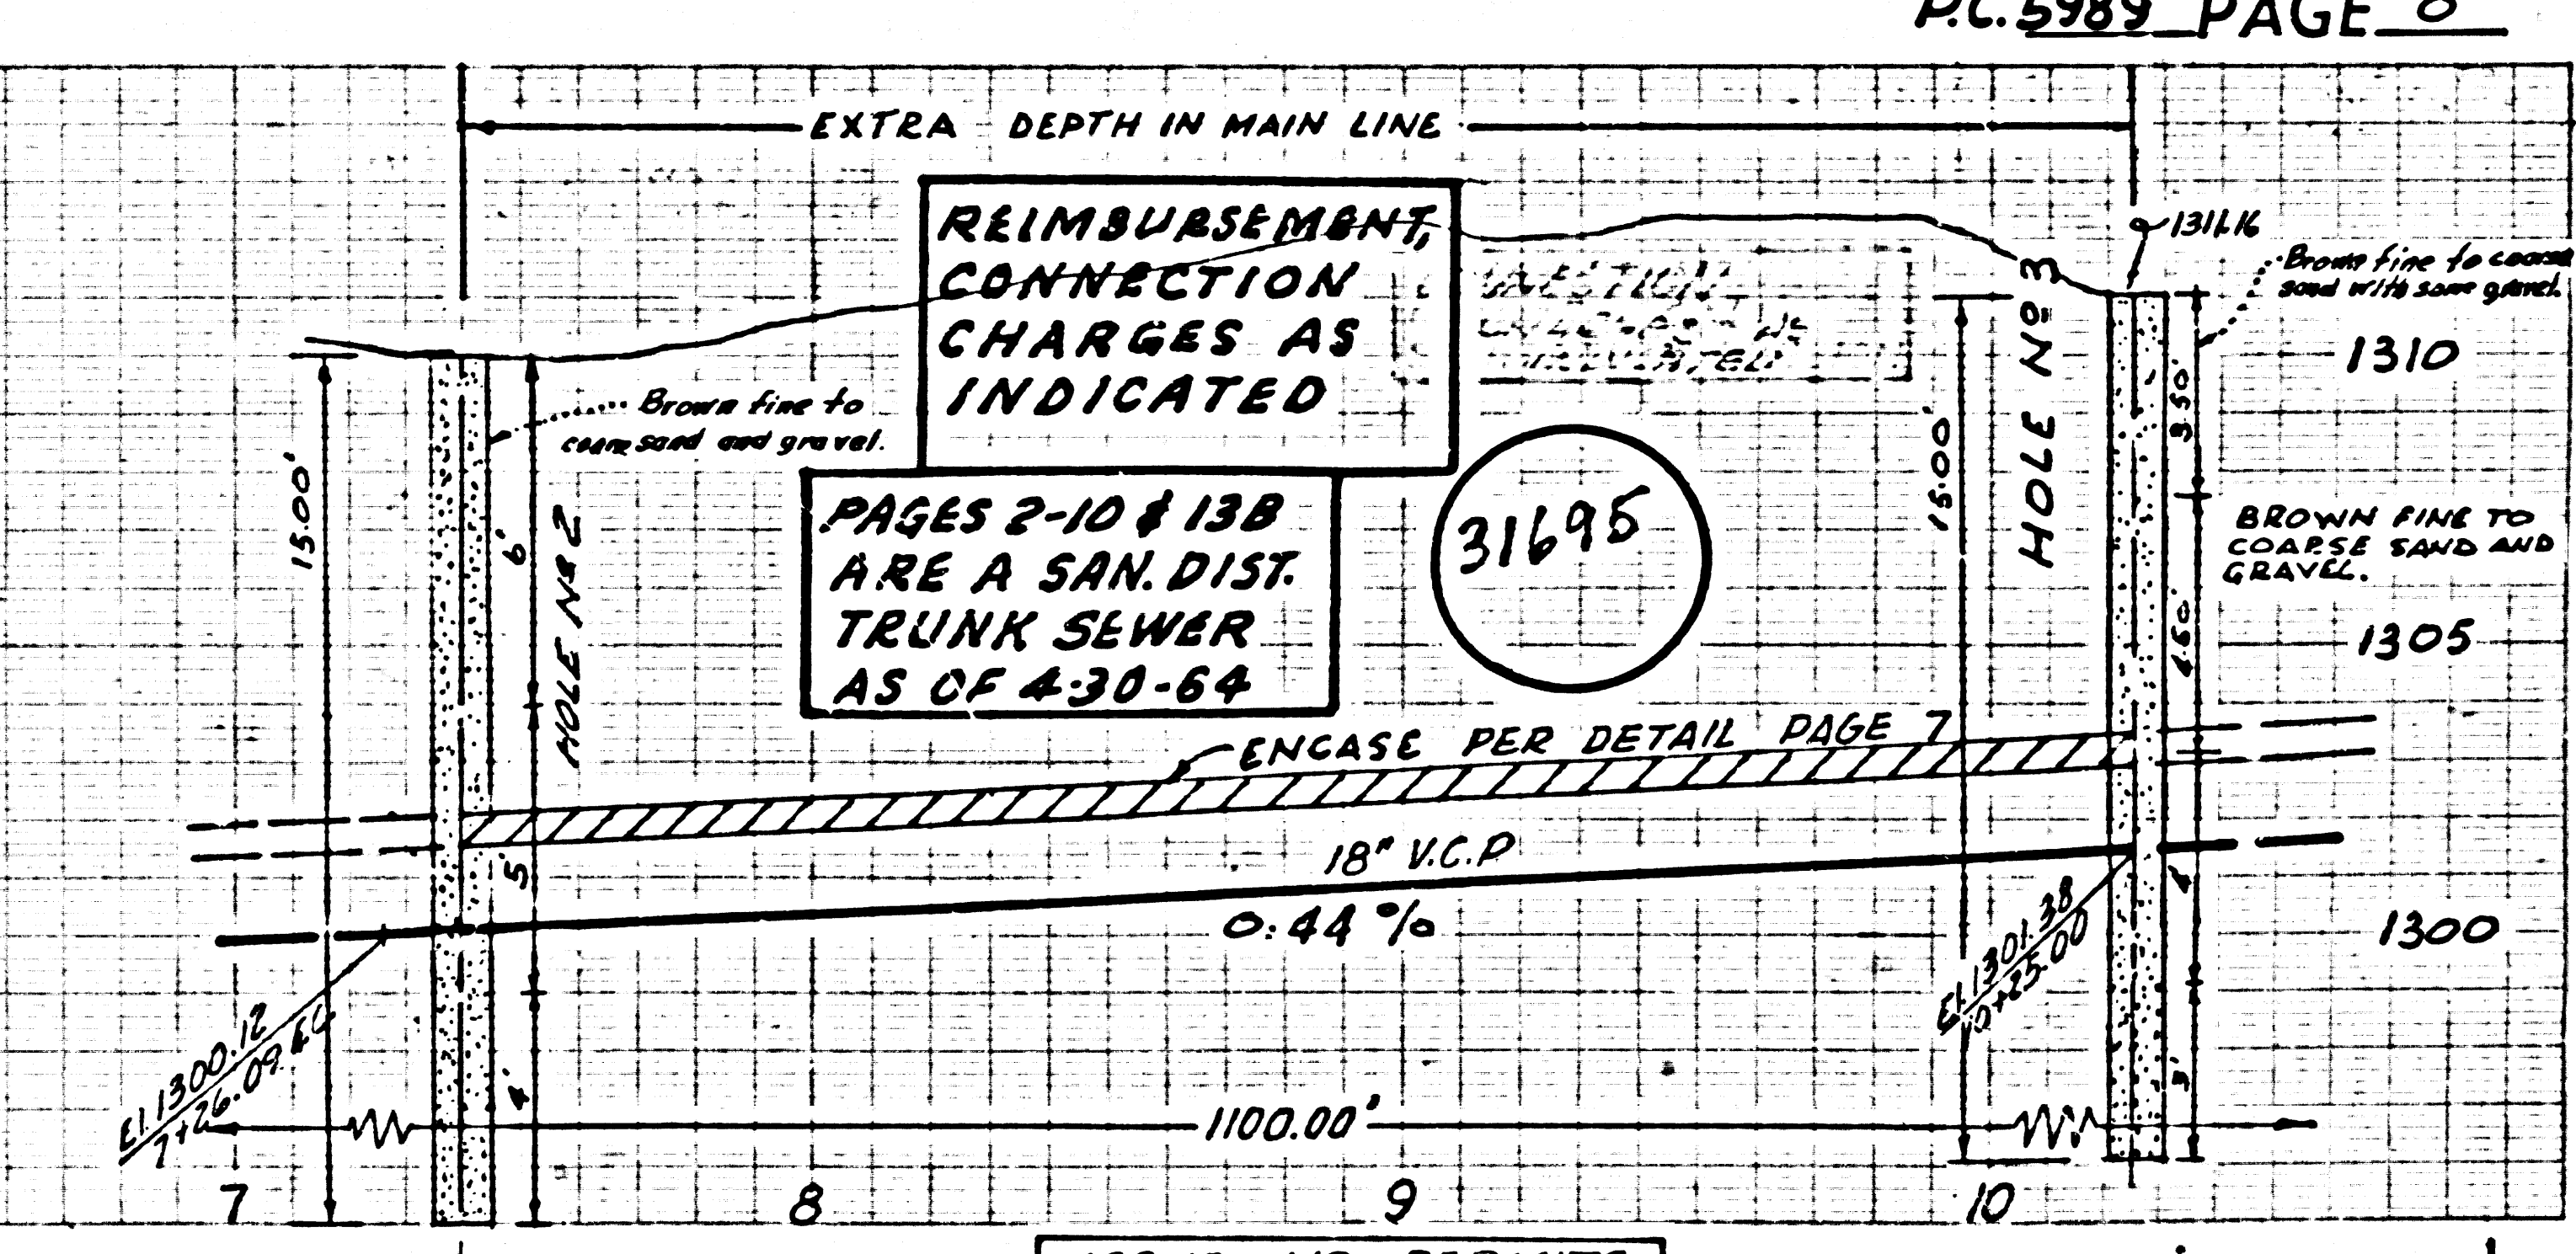 P.C. 5989 PAGE
EXTRA DEPTH IN MAIN LINE
REIMBURSEMENT,
CONNECTION
CHARGES AS
INDICATED
1311.16
Brown fine to coarse
sand with some gravel.
1310
Brown fine to
coarse sand and gravel.
15.00'
6'
HOLE Nº 2
PAGES 2-10 & 13B
ARE A SAN. DIST.
TRUNK SEWER
AS OF 4-30-64
31695
15.00'
HOLE Nº 3
3.50'
BROWN FINE TO
COARSE SAND AND
GRAVEL.
4.50'
1305
ENCASE PER DETAIL PAGE 7
18" V.C.P
0.44 %
5'
4'
1300
El. 1300.12
7+26.09
El. 1301.38
10+25.00
4'
3'
1100.00'
7 8 9 10